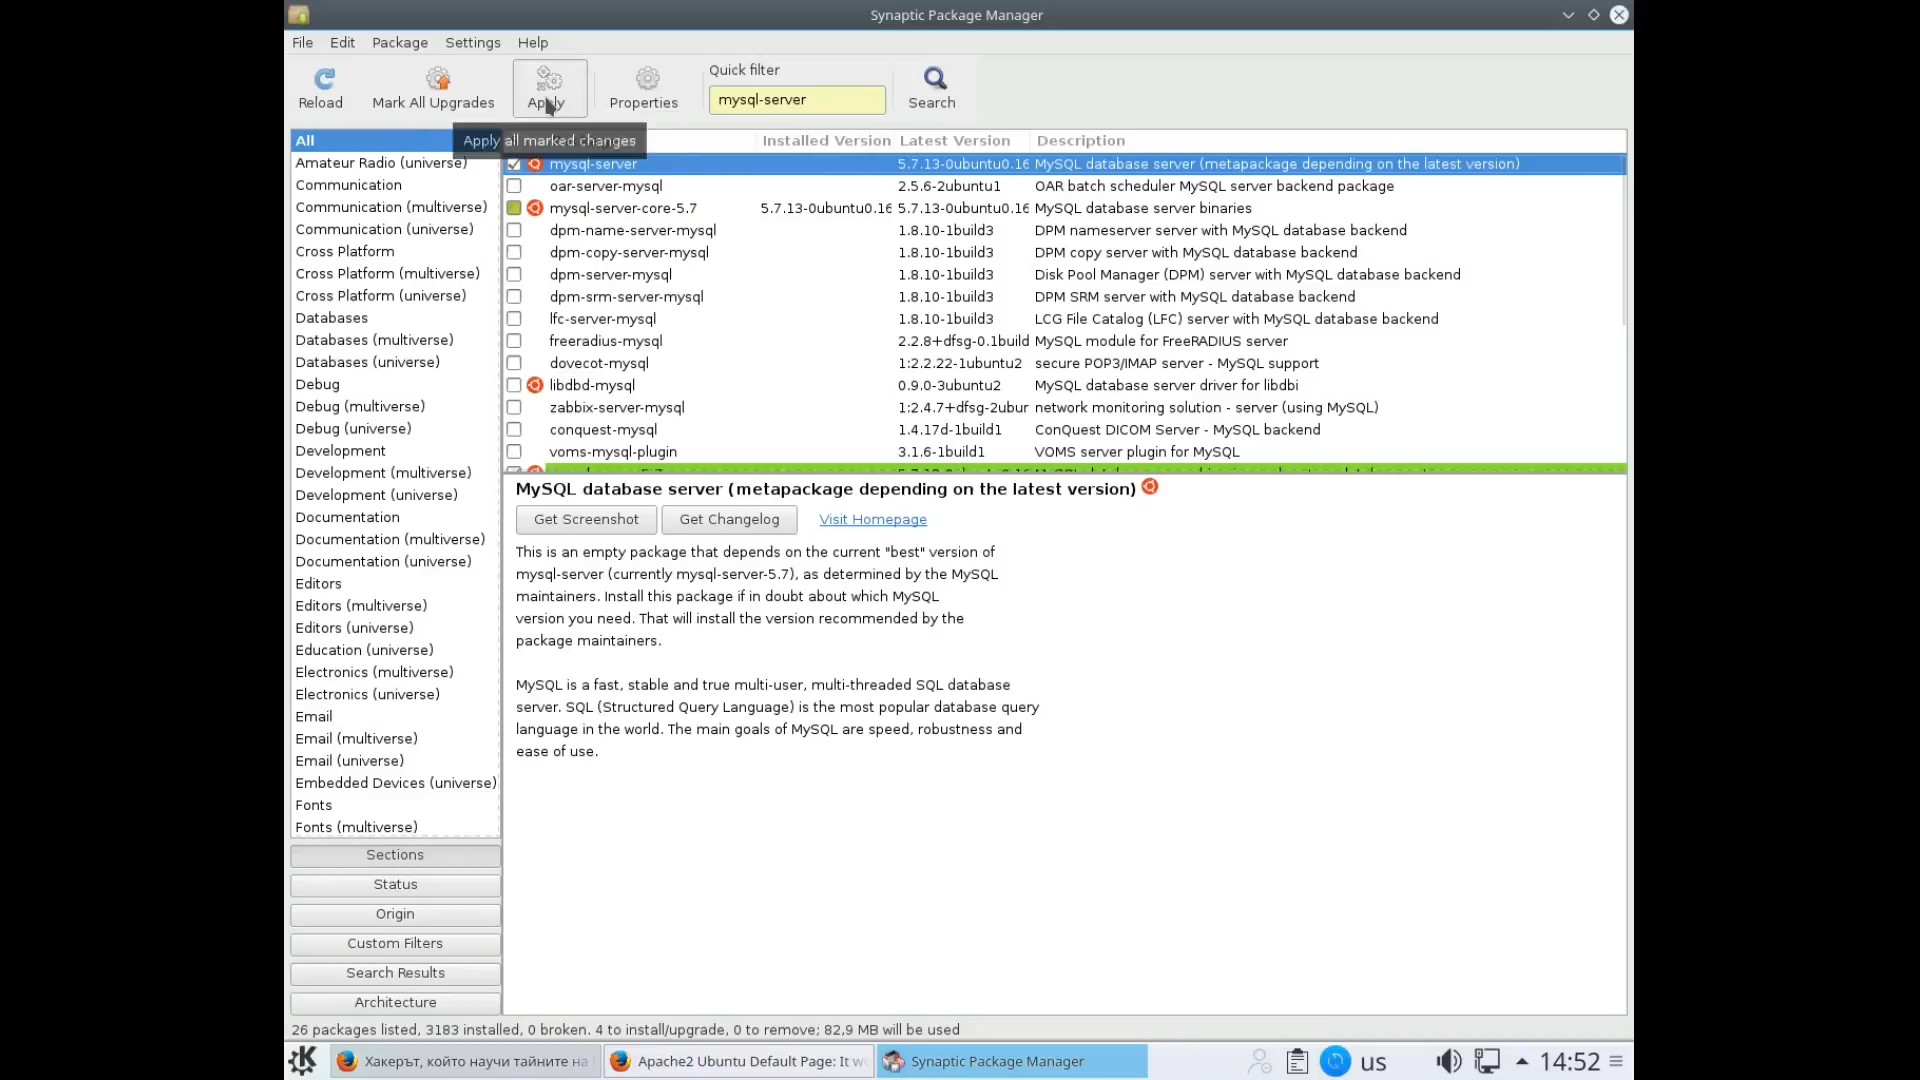 Synaptic Package Manager
File Edit Package Settings Help
Reload Mark All Upgrades Apply Properties Quick filter mysql-server Search
Apply all marked changes
Installed Version Latest Version Description
mysql-server 5.7.13-0ubuntu0.16 MySQL database server (metapackage depending on the latest version)
oar-server-mysql 2.5.6-2ubuntu1 OAR batch scheduler MySQL server backend package
mysql-server-core-5.7 5.7.13-0ubuntu0.16 5.7.13-0ubuntu0.16 MySQL database server binaries
dpm-name-server-mysql 1.8.10-1build3 DPM nameserver server with MySQL database backend
dpm-copy-server-mysql 1.8.10-1build3 DPM copy server with MySQL database backend
dpm-server-mysql 1.8.10-1build3 Disk Pool Manager (DPM) server with MySQL database backend
dpm-srm-server-mysql 1.8.10-1build3 DPM SRM server with MySQL database backend
lfc-server-mysql 1.8.10-1build3 LCG File Catalog (LFC) server with MySQL database backend
freeradius-mysql 2.2.8+dfsg-0.1build MySQL module for FreeRADIUS server
dovecot-mysql 1:2.2.22-1ubuntu2 secure POP3/IMAP server - MySQL support
libdbd-mysql 0.9.0-3ubuntu2 MySQL database server driver for libdbi
zabbix-server-mysql 1:2.4.7+dfsg-2ubur network monitoring solution - server (using MySQL)
conquest-mysql 1.4.17d-1build1 ConQuest DICOM Server - MySQL backend
voms-mysql-plugin 3.1.6-1build1 VOMS server plugin for MySQL
All
Amateur Radio (universe)
Communication
Communication (multiverse)
Communication (universe)
Cross Platform
Cross Platform (multiverse)
Cross Platform (universe)
Databases
Databases (multiverse)
Databases (universe)
Debug
Debug (multiverse)
Debug (universe)
Development
Development (multiverse)
Development (universe)
Documentation
Documentation (multiverse)
Documentation (universe)
Editors
Editors (multiverse)
Editors (universe)
Education (universe)
Electronics (multiverse)
Electronics (universe)
Email
Email (multiverse)
Email (universe)
Embedded Devices (universe)
Fonts
Fonts (multiverse)
Sections
Status
Origin
Custom Filters
Search Results
Architecture
MySQL database server (metapackage depending on the latest version)
Get Screenshot Get Changelog Visit Homepage
This is an empty package that depends on the current "best" version of
mysql-server (currently mysql-server-5.7), as determined by the MySQL
maintainers. Install this package if in doubt about which MySQL
version you need. That will install the version recommended by the
package maintainers.
MySQL is a fast, stable and true multi-user, multi-threaded SQL database
server. SQL (Structured Query Language) is the most popular database query
language in the world. The main goals of MySQL are speed, robustness and
ease of use.
26 packages listed, 3183 installed, 0 broken. 4 to install/upgrade, 0 to remove; 82,9 MB will be used
Хакерът, който научи тайните на Apache2 Ubuntu Default Page: It w Synaptic Package Manager us 14:52